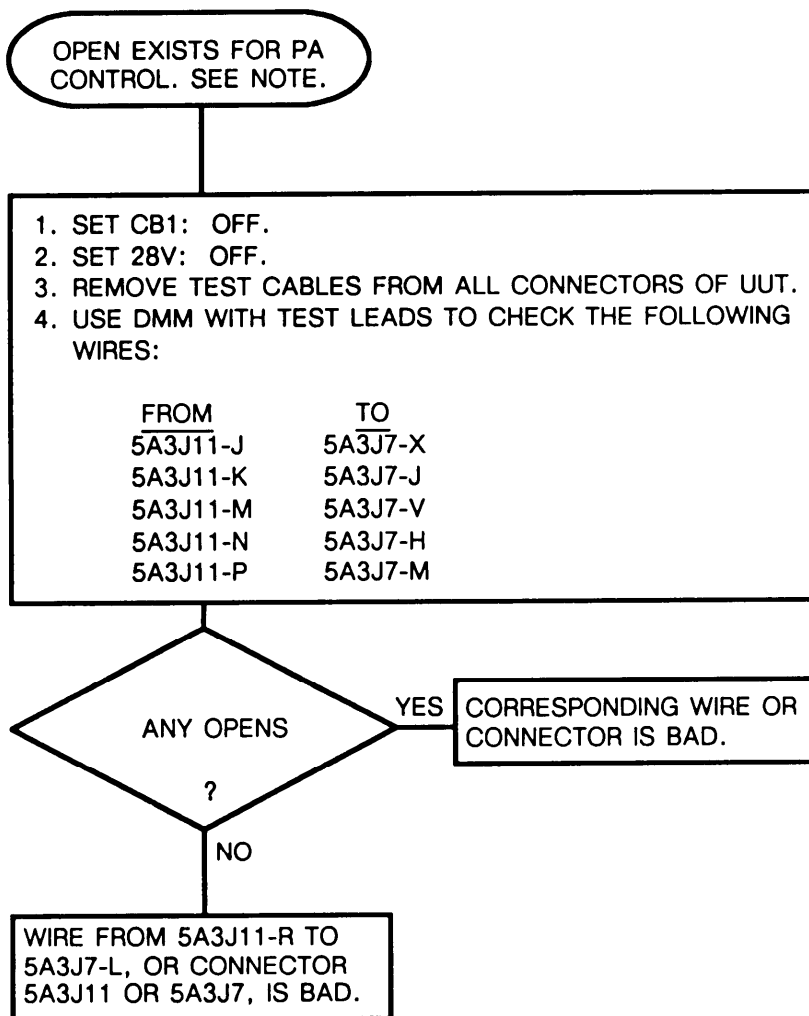 OPEN EXISTS FOR PA
CONTROL. SEE NOTE.
1. SET CB1: OFF.
2. SET 28V: OFF.
3. REMOVE TEST CABLES FROM ALL CONNECTORS OF UUT.
4. USE DMM WITH TEST LEADS TO CHECK THE FOLLOWING
WIRES:
FROM TO
5A3J11-J 5A3J7-X
5A3J11-K 5A3J7-J
5A3J11-M 5A3J7-V
5A3J11-N 5A3J7-H
5A3J11-P 5A3J7-M
ANY OPENS
?
YES
CORRESPONDING WIRE OR
CONNECTOR IS BAD.
NO
WIRE FROM 5A3J11-R TO
5A3J7-L, OR CONNECTOR
5A3J11 OR 5A3J7, IS BAD.